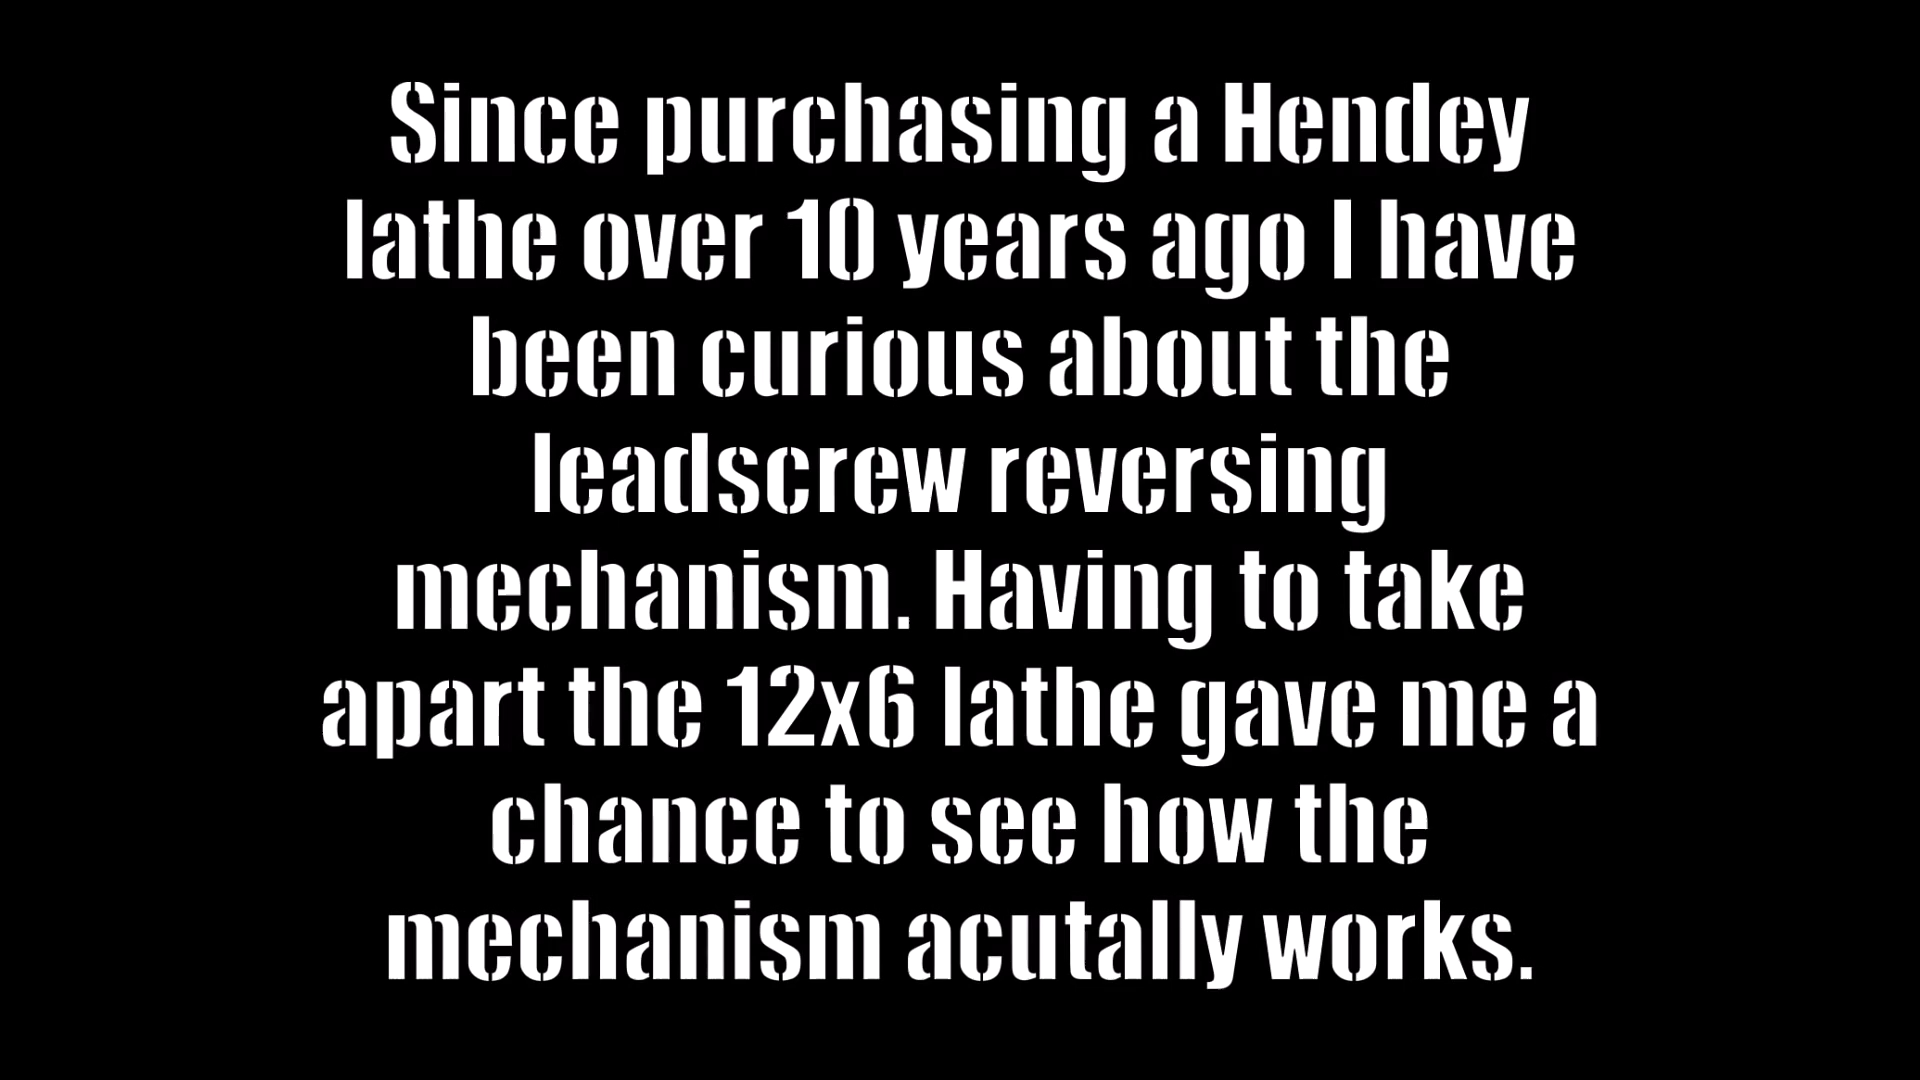 Since purchasing a Hendey
lathe over 10 years ago I have
been curious about the
leadscrew reversing
mechanism. Having to take
apart the 12x6 lathe gave me a
chance to see how the
mechanism acutally works.